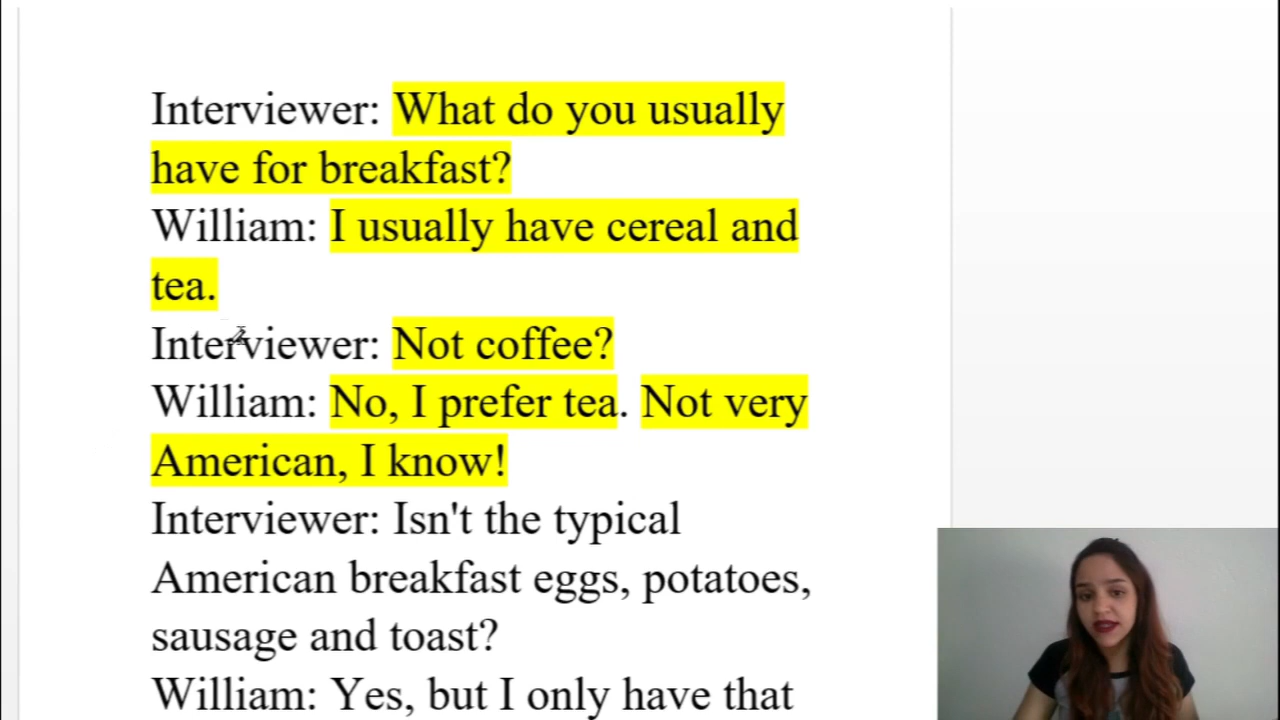 Interviewer: What do you usually
have for breakfast?
William: I usually have cereal and
tea.
Interviewer: Not coffee?
William: No, I prefer tea. Not very
American, I know!
Interviewer: Isn't the typical
American breakfast eggs, potatoes,
sausage and toast?
William: Yes, but I only have that